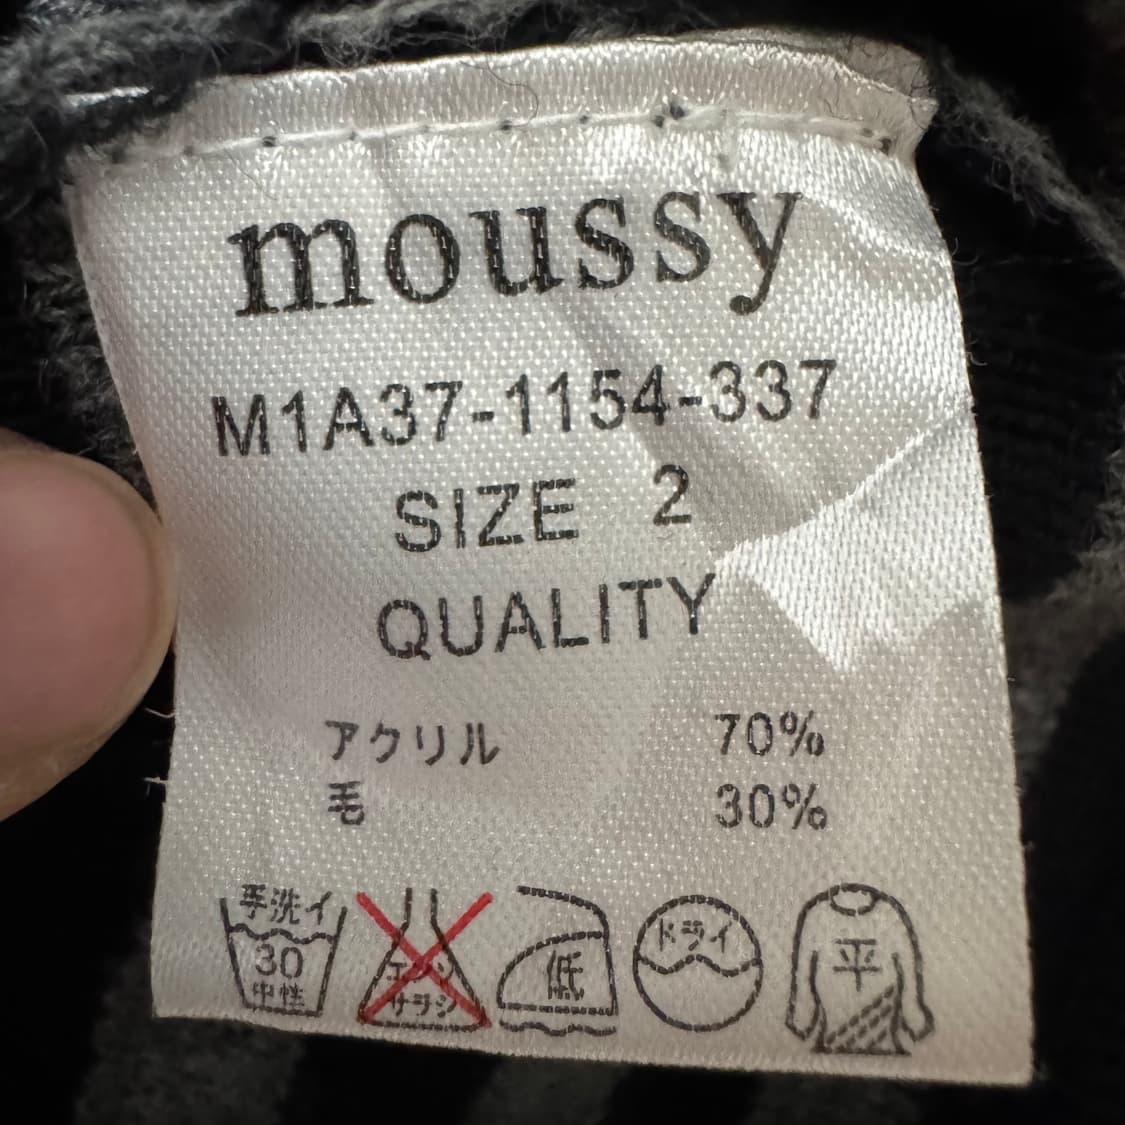 moussy
M1A37-1154-337
SIZE 2
QUALITY
アクリル 70%
毛 30%
手洗イ
30
中性
エンソ
サラシ
低
ドライ
平